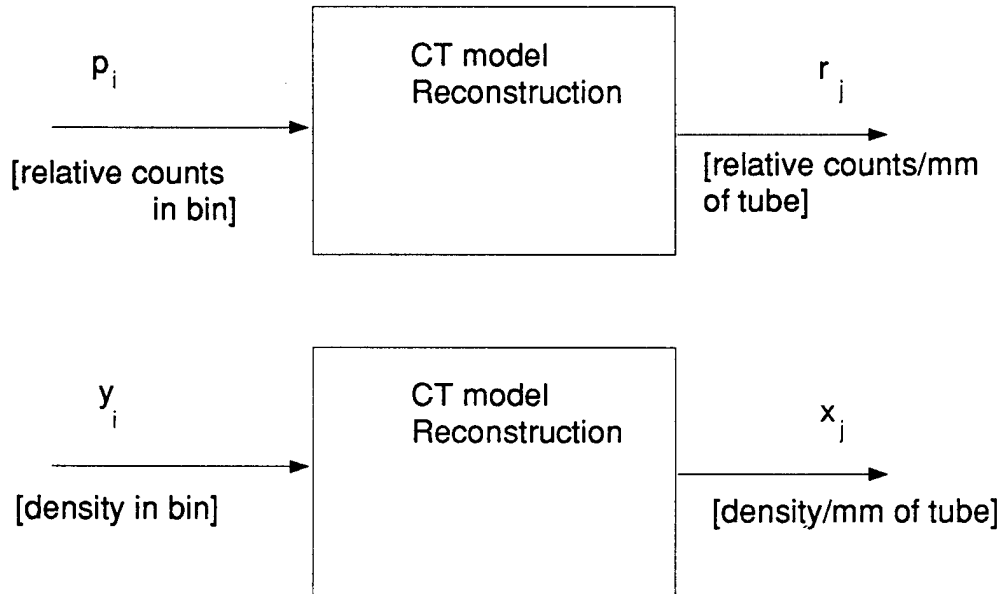 p i
[relative counts
in bin]
CT model
Reconstruction
r j
[relative counts/mm
of tube]
y i
[density in bin]
CT model
Reconstruction
x j
[density/mm of tube]